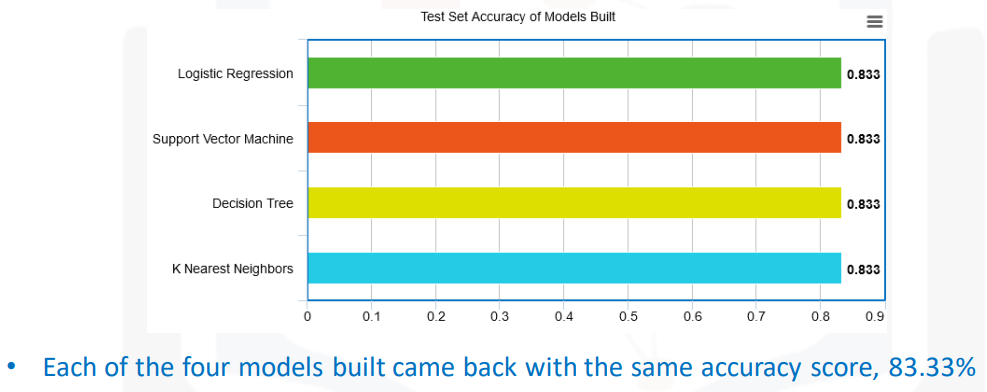 Test Set Accuracy of Models Built
Logistic Regression 0.833
Support Vector Machine 0.833
Decision Tree 0.833
K Nearest Neighbors 0.833
0 0.1 0.2 0.3 0.4 0.5 0.6 0.7 0.8 0.9
• Each of the four models built came back with the same accuracy score, 83.33%